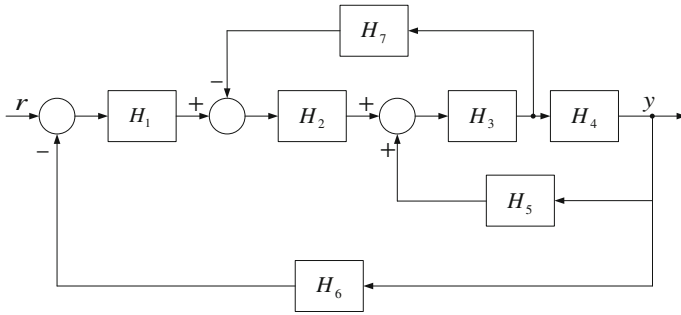 H₇
−
r
H₁
+
H₂
+
H₃
H₄
y
−
+
H₅
H₆